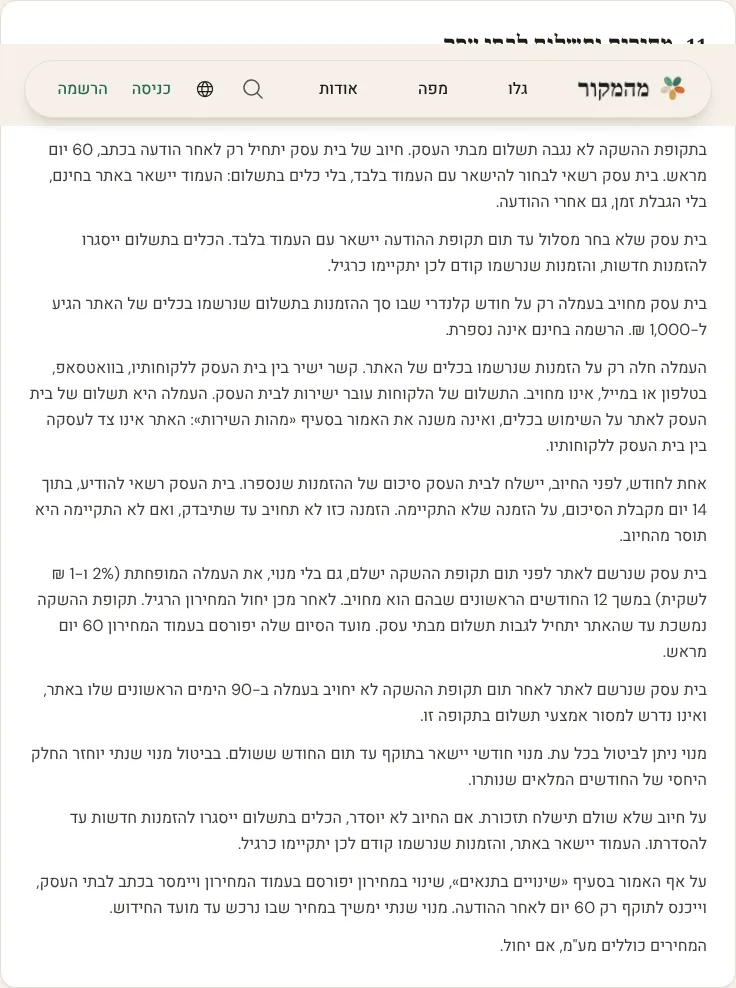 11. מחירים ותשלום לבתי עסק
מהמקור
גלו
מפה
אודות
כניסה
הרשמה
בתקופת ההשקה לא נגבה תשלום מבתי העסק. חיוב של בית עסק יתחיל רק לאחר הודעה בכתב, 60 יום
מראש. בית עסק רשאי לבחור להישאר עם העמוד בלבד, בלי כלים בתשלום: העמוד יישאר באתר בחינם,
בלי הגבלת זמן, גם אחרי ההודעה.
בית עסק שלא בחר מסלול עד תום תקופת ההודעה יישאר עם העמוד בלבד. הכלים בתשלום ייסגרו
להזמנות חדשות, והזמנות שנרשמו קודם לכן יתקיימו כרגיל.
בית עסק מחויב בעמלה רק על חודש קלנדרי שבו סך ההזמנות בתשלום שנרשמו בכלים של האתר הגיע
ל-1,000 ₪. הרשמה בחינם אינה נספרת.
העמלה חלה רק על הזמנות שנרשמו בכלים של האתר. קשר ישיר בין בית העסק ללקוחותיו, בוואטסאפ,
בטלפון או במייל, אינו מחויב. התשלום של הלקוחות עובר ישירות לבית העסק. העמלה היא תשלום של בית
העסק לאתר על השימוש בכלים, ואינה משנה את האמור בסעיף «מהות השירות»: האתר אינו צד לעסקה
בין בית העסק ללקוחותיו.
אחת לחודש, לפני החיוב, יישלח לבית העסק סיכום של ההזמנות שנספרו. בית העסק רשאי להודיע, בתוך
14 יום מקבלת הסיכום, על הזמנה שלא התקיימה. הזמנה כזו לא תחויב עד שתיבדק, ואם לא התקיימה היא
תוסר מהחיוב.
בית עסק שנרשם לאתר לפני תום תקופת ההשקה ישלם, גם בלי מנוי, את העמלה המופחתת (2% ו-1 ₪
לשקית) במשך 12 החודשים הראשונים שבהם הוא מחויב. לאחר מכן יחול המחירון הרגיל. תקופת ההשקה
נמשכת עד שהאתר יתחיל לגבות תשלום מבתי עסק. מועד הסיום שלה יפורסם בעמוד המחירון 60 יום
מראש.
בית עסק שנרשם לאתר לאחר תום תקופת ההשקה לא יחויב בעמלה ב-90 הימים הראשונים שלו באתר,
ואינו נדרש למסור אמצעי תשלום בתקופה זו.
מנוי ניתן לביטול בכל עת. מנוי חודשי יישאר בתוקף עד תום החודש ששולם. בביטול מנוי שנתי יוחזר החלק
היחסי של החודשים המלאים שנותרו.
על חיוב שלא שולם תישלח תזכורת. אם החיוב לא יוסדר, הכלים בתשלום ייסגרו להזמנות חדשות עד
להסדרתו. העמוד יישאר באתר, והזמנות שנרשמו קודם לכן יתקיימו כרגיל.
על אף האמור בסעיף «שינויים בתנאים», שינוי במחירון יפורסם בעמוד המחירון ויימסר בכתב לבתי העסק,
וייכנס לתוקף רק 60 יום לאחר ההודעה. מנוי שנתי ימשיך במחיר שבו נרכש עד מועד החידוש.
המחירים כוללים מע"מ, אם יחול.